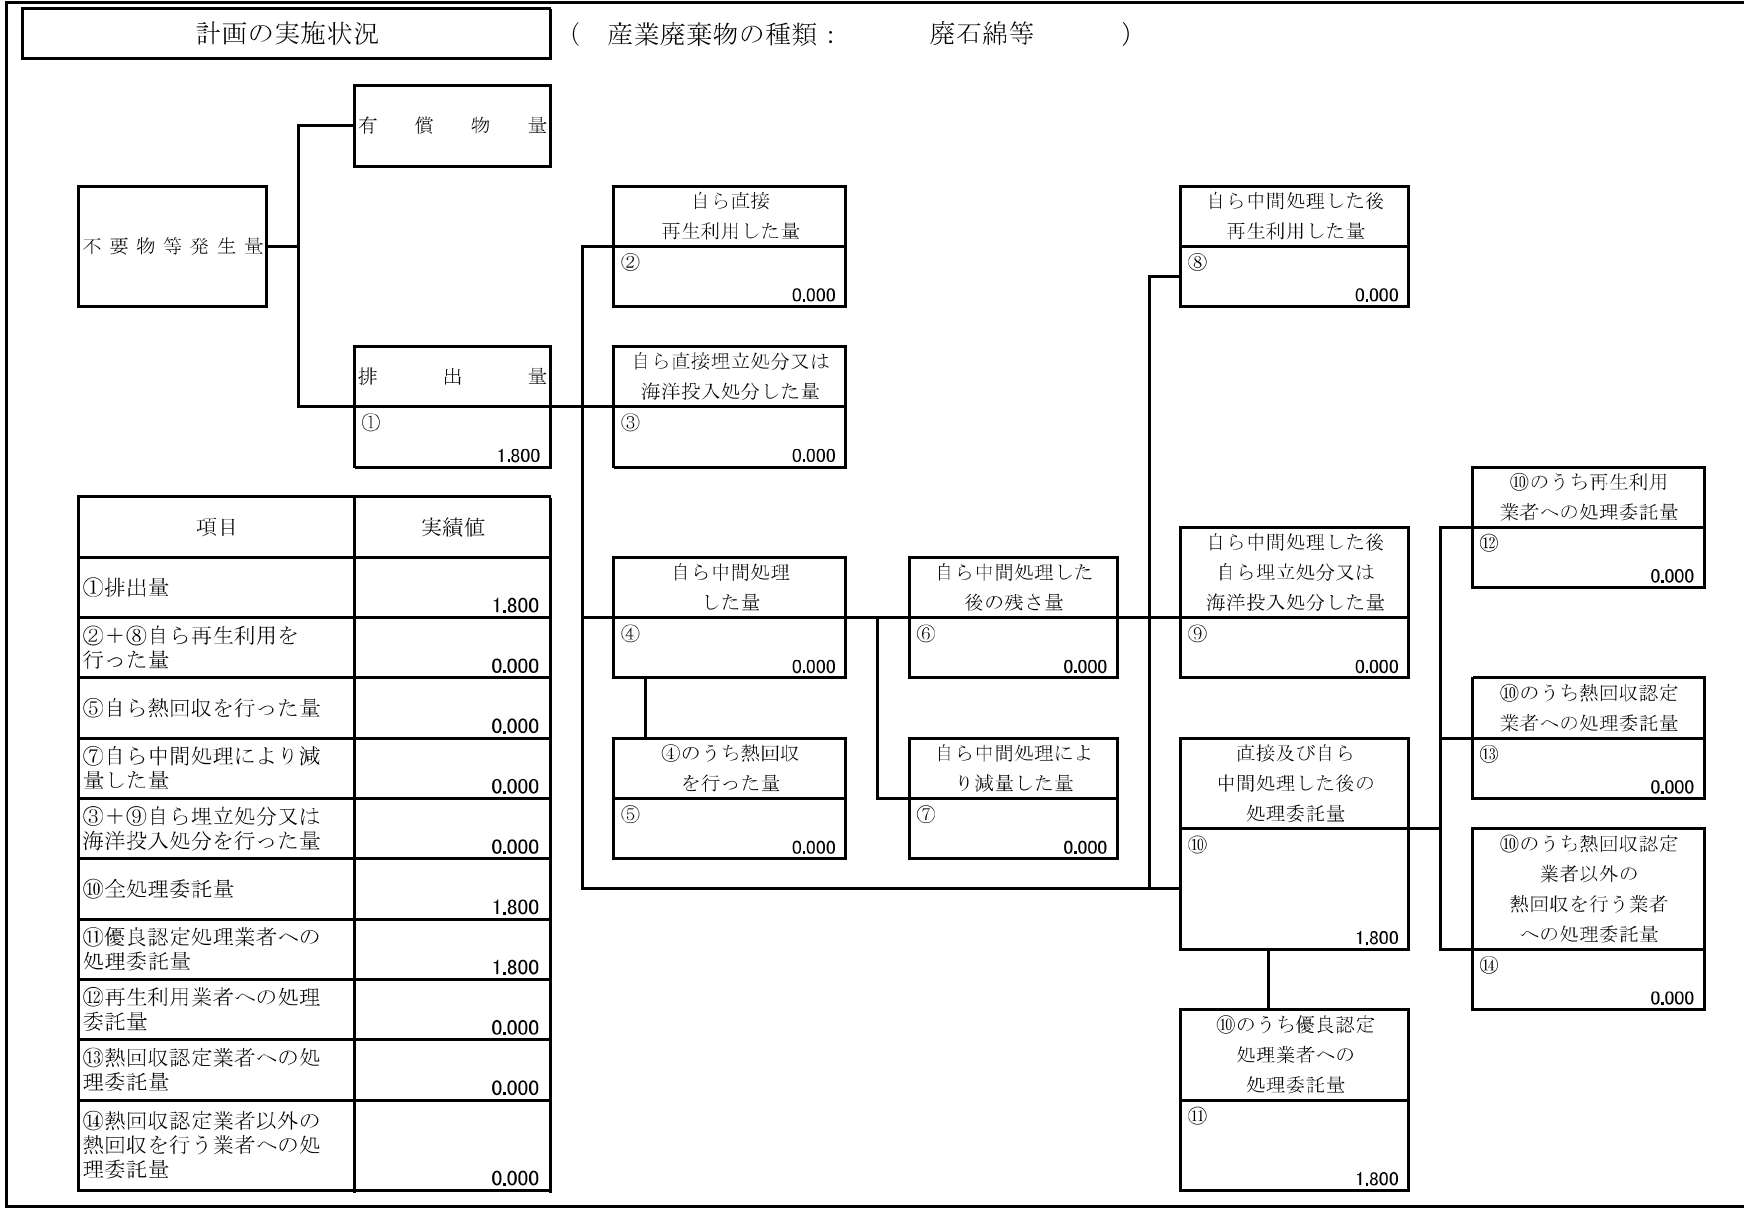 計画の実施状況
( 産業廃棄物の種類: 廃石綿等 )
有償物量
不要物等発生量
自ら直接
再生利用した量
②
0.000
自ら中間処理した後
再生利用した量
⑧
0.000
排出量
①
1.800
自ら直接埋立処分又は
海洋投入処分した量
③
0.000
項目 実績値
①排出量
1.800
②+⑧自ら再生利用を
行った量
0.000
⑤自ら熱回収を行った量
0.000
⑦自ら中間処理により減
量した量
0.000
③+⑨自ら埋立処分又は
海洋投入処分を行った量
0.000
⑩全処理委託量
1.800
⑪優良認定処理業者への
処理委託量
1.800
⑫再生利用業者への処理
委託量
0.000
⑬熱回収認定業者への処
理委託量
0.000
⑭熱回収認定業者以外の
熱回収を行う業者への処
理委託量
0.000
自ら中間処理
した量
④
0.000
④のうち熱回収
を行った量
⑤
0.000
自ら中間処理した
後の残さ量
⑥
0.000
自ら中間処理によ
り減量した量
⑦
0.000
自ら中間処理した後
自ら埋立処分又は
海洋投入処分した量
⑨
0.000
直接及び自ら
中間処理した後の
処理委託量
⑩
1.800
⑩のうち優良認定
処理業者への
処理委託量
⑪
1.800
⑩のうち再生利用
業者への処理委託量
⑫
0.000
⑩のうち熱回収認定
業者への処理委託量
⑬
0.000
⑩のうち熱回収認定
業者以外の
熱回収を行う業者
への処理委託量
⑭
0.000